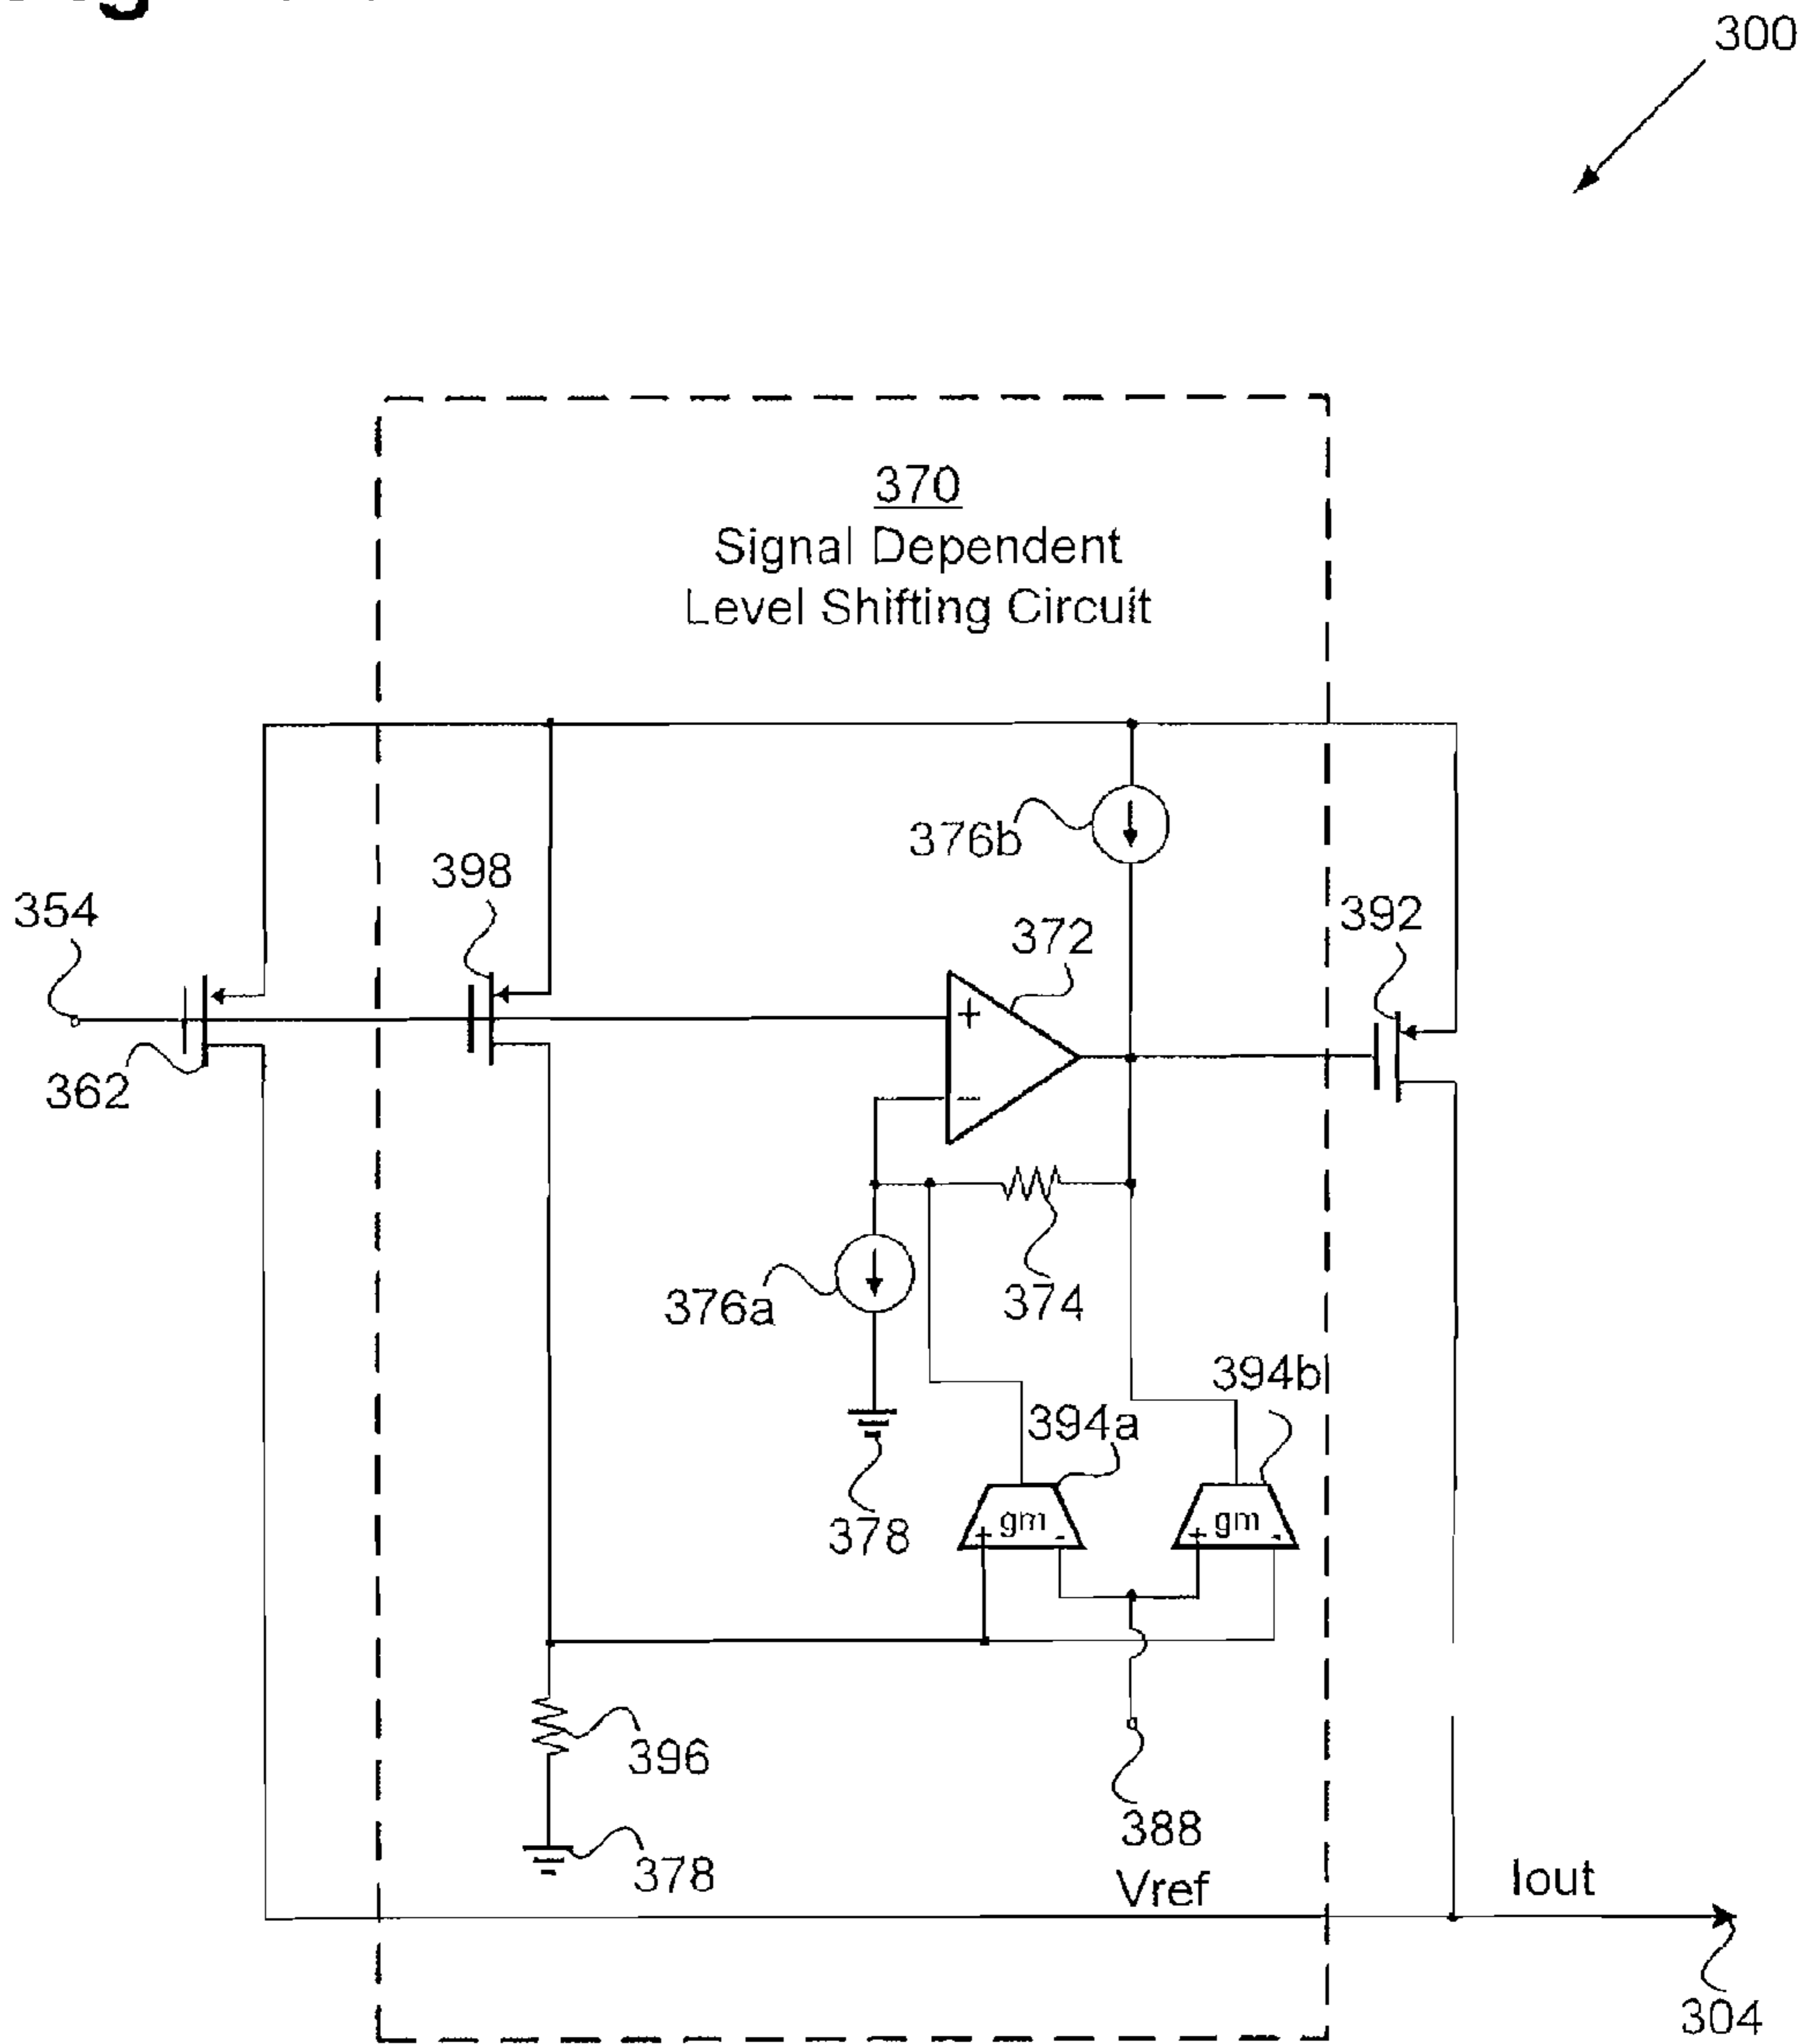 300
370
Signal Dependent
Level Shifting Circuit
376b
398
354
392
372
+
362
-
376a
374
394b
394a
378
gm
+ -
gm
+ -
396
388
378
Vref
Iout
304